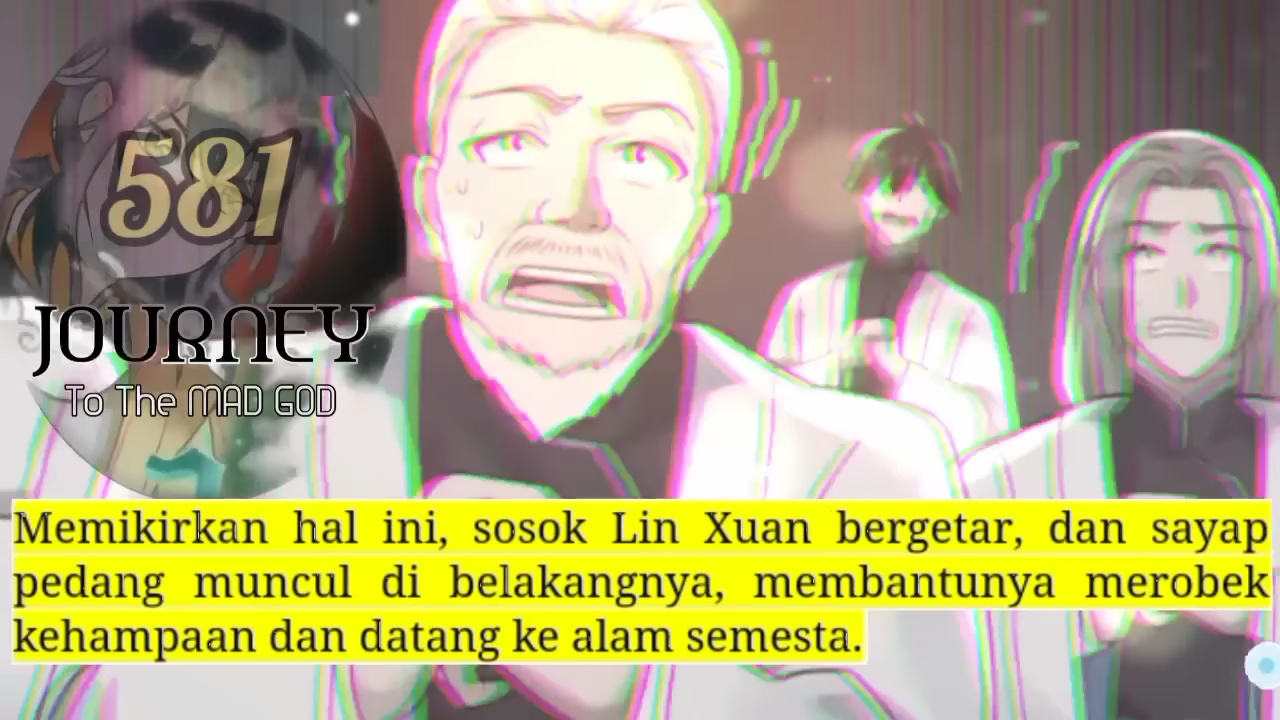 581
JOURNEY
To The MAD GOD
Memikirkan hal ini, sosok Lin Xuan bergetar, dan sayap
pedang muncul di belakangnya, membantunya merobek
kehampaan dan datang ke alam semesta.